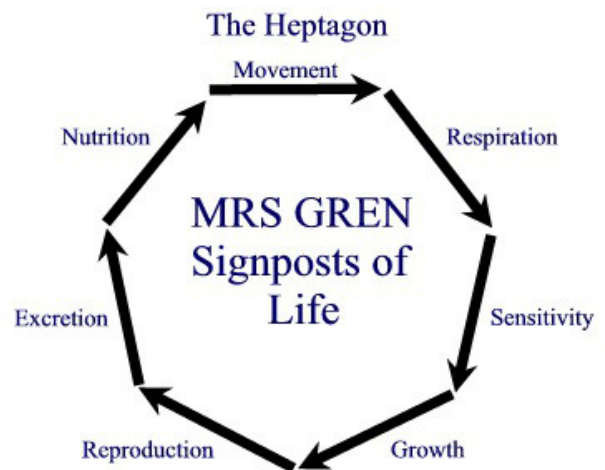 The Heptagon
Movement
Respiration
Sensitivity
Growth
Reproduction
Excretion
Nutrition
MRS GREN
Signposts of
Life